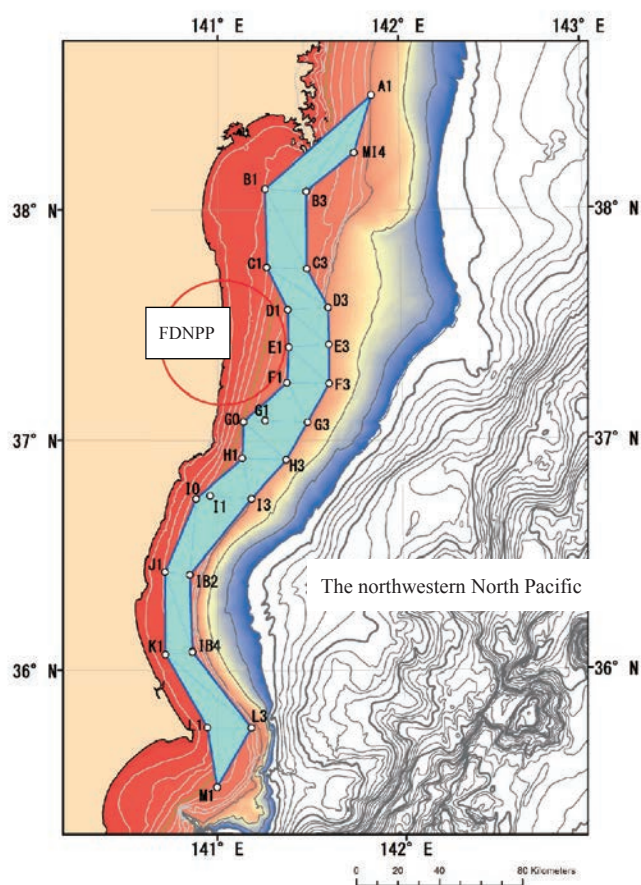 141° E 142° E 143° E
A1
MI4
B1
B3
38° N 38° N
C1 C3
D1 D3
FDNPP
E1 E3
F1 F3
G0 G1 G3
37° N 37° N
H1 H3
I0 I1 I3
J1 IB2
The northwestern North Pacific
K1 IB4
36° N 36° N
L1 L3
M1
141° E 142° E
0 20 40 80 Kilometers